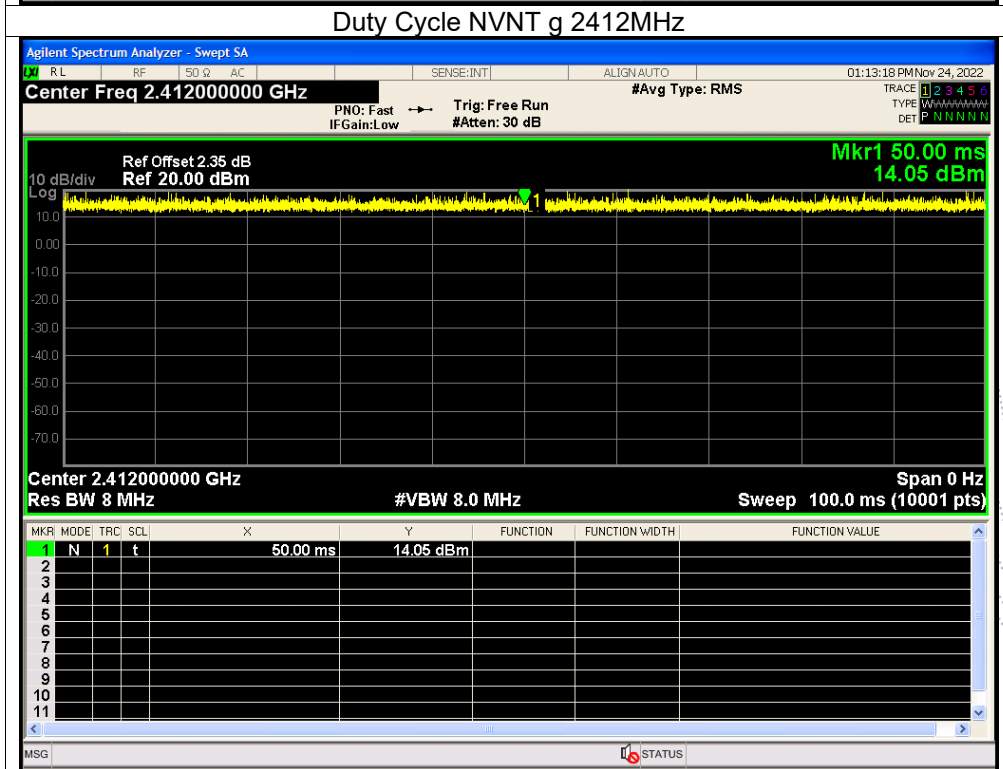 Duty Cycle NVNT g 2412MHz
Agilent Spectrum Analyzer - Swept SA
LXI RL RF 50 Ω AC SENSE:INT ALIGN AUTO 01:13:18 PM Nov 24, 2022
Center Freq 2.412000000 GHz #Avg Type: RMS TRACE 1 2 3 4 5 6
PNO: Fast Trig: Free Run TYPE
IFGain:Low #Atten: 30 dB DET P N N N N N
Mkr1 50.00 ms
14.05 dBm
Ref Offset 2.35 dB
10 dB/div Ref 20.00 dBm
Log
1
10.0
0.00
-10.0
-20.0
-30.0
-40.0
-50.0
-60.0
-70.0
Center 2.412000000 GHz Span 0 Hz
Res BW 8 MHz #VBW 8.0 MHz Sweep 100.0 ms (10001 pts)
MKR MODE TRC SCL X Y FUNCTION FUNCTION WIDTH FUNCTION VALUE
1 N 1 t 50.00 ms 14.05 dBm
2
3
4
5
6
7
8
9
10
11
MSG STATUS